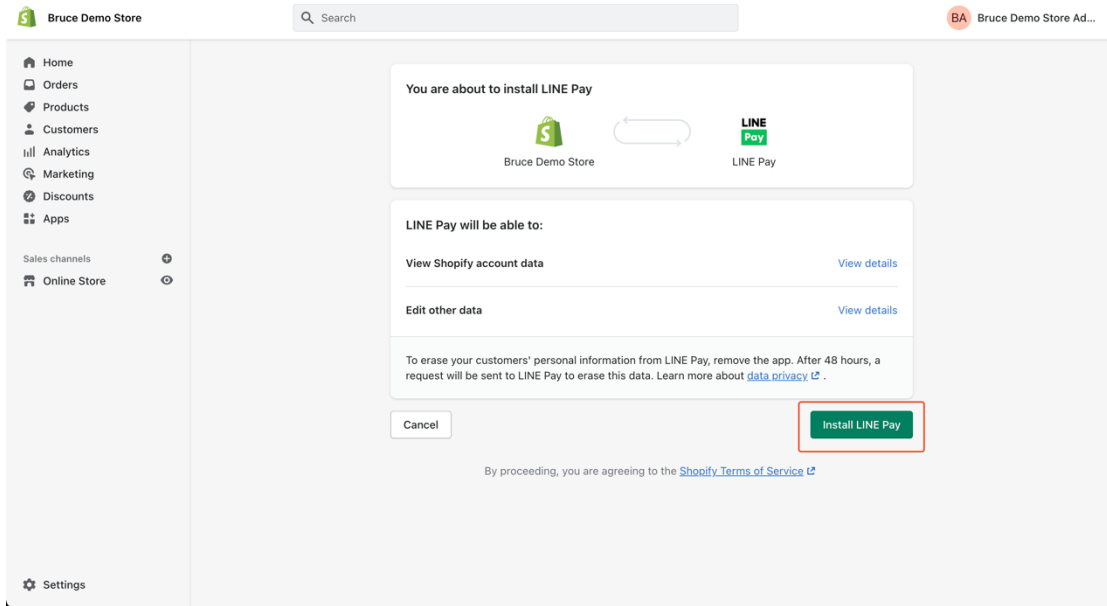 Bruce Demo Store
Search
BA Bruce Demo Store Ad...
Home
Orders
Products
Customers
Analytics
Marketing
Discounts
Apps
Sales channels
Online Store
Settings
You are about to install LINE Pay
LINE
Pay
Bruce Demo Store
LINE Pay
LINE Pay will be able to:
View Shopify account data View details
Edit other data View details
To erase your customers' personal information from LINE Pay, remove the app. After 48 hours, a
request will be sent to LINE Pay to erase this data. Learn more about data privacy .
Cancel
Install LINE Pay
By proceeding, you are agreeing to the Shopify Terms of Service